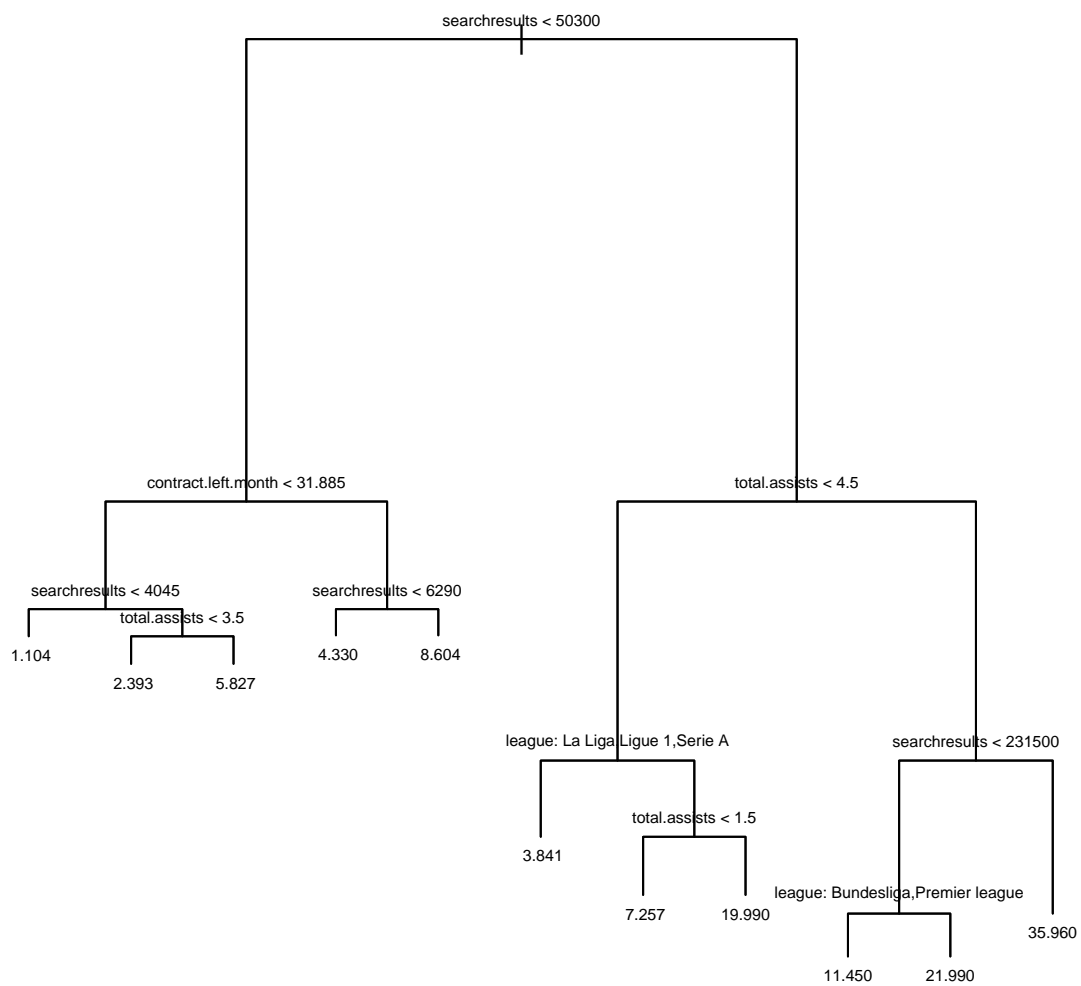 searchresults < 50300
contract.left.month < 31.885
total.assists < 4.5
searchresults < 4045
searchresults < 6290
total.assists < 3.5
1.104
4.330
8.604
2.393
5.827
league: La Liga,Ligue 1,Serie A
searchresults < 231500
total.assists < 1.5
3.841
league: Bundesliga,Premier league
7.257
19.990
35.960
11.450
21.990